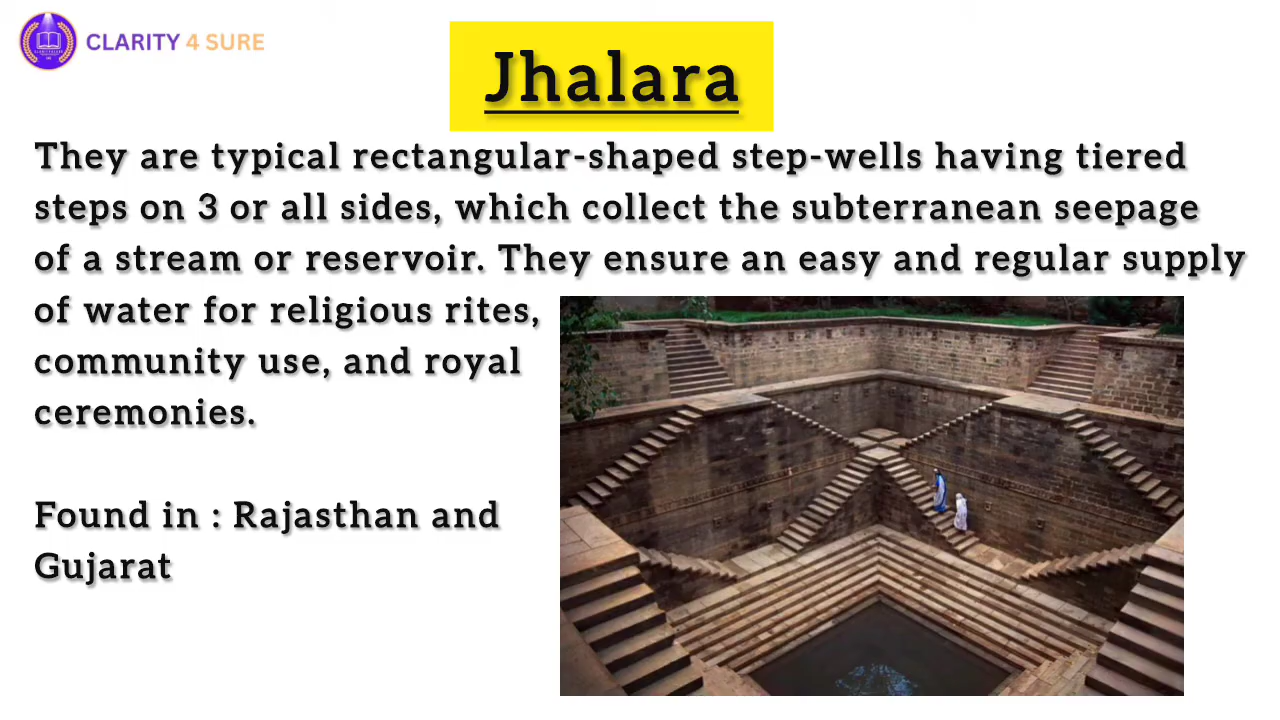 CLARITY 4 SURE
Jhalara
They are typical rectangular-shaped step-wells having tiered
steps on 3 or all sides, which collect the subterranean seepage
of a stream or reservoir. They ensure an easy and regular supply
of water for religious rites,
community use, and royal
ceremonies.
Found in : Rajasthan and
Gujarat